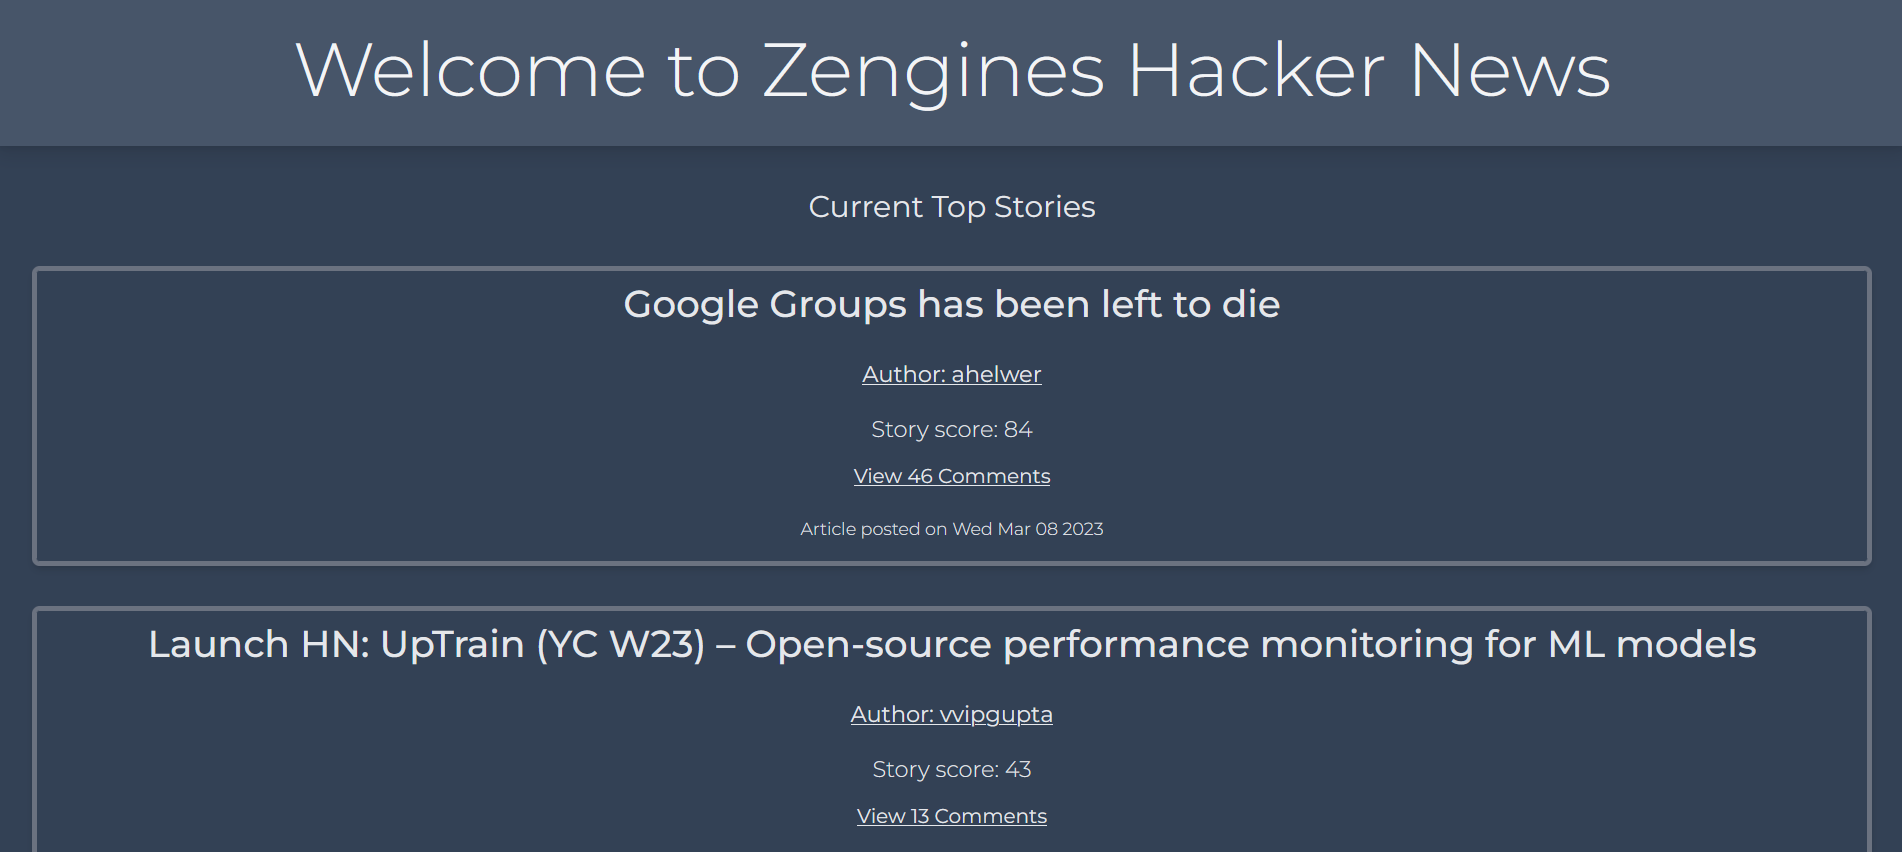 Welcome to Zengines Hacker News
Current Top Stories
Google Groups has been left to die
Author: ahelwer
Story score: 84
View 46 Comments
Article posted on Wed Mar 08 2023
Launch HN: UpTrain (YC W23) – Open-source performance monitoring for ML models
Author: vvipgupta
Story score: 43
View 13 Comments